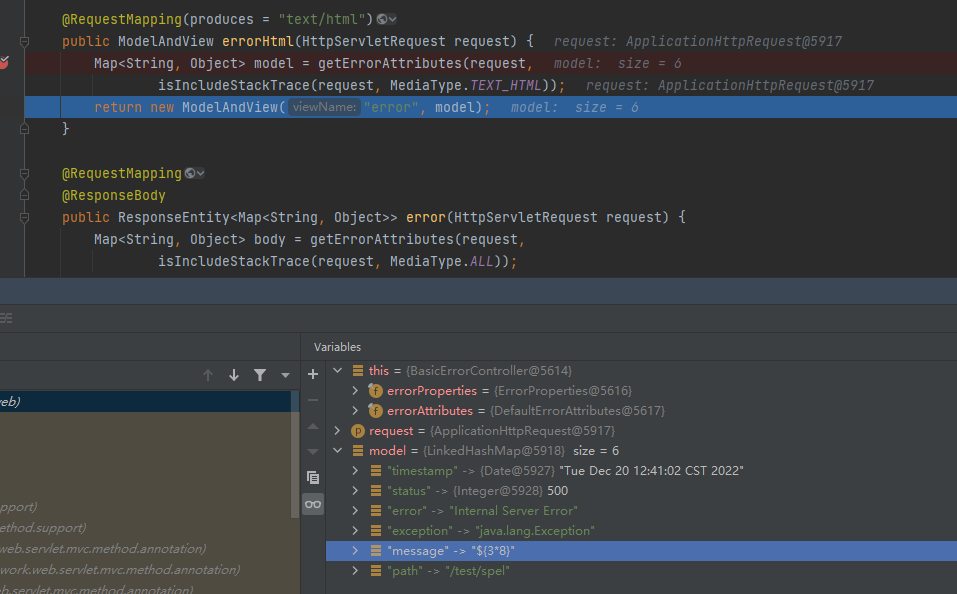 @RequestMapping(produces = "text/html")
public ModelAndView errorHtml(HttpServletRequest request) { request: ApplicationHttpRequest@5917
Map<String, Object> model = getErrorAttributes(request, model: size = 6
isIncludeStackTrace(request, MediaType.TEXT_HTML)); request: ApplicationHttpRequest@5917
return new ModelAndView( viewName: "error", model); model: size = 6
}
@RequestMapping
@ResponseBody
public ResponseEntity<Map<String, Object>> error(HttpServletRequest request) {
Map<String, Object> body = getErrorAttributes(request,
isIncludeStackTrace(request, MediaType.ALL));
Variables
this = {BasicErrorController@5614}
errorProperties = {ErrorProperties@5616}
errorAttributes = {DefaultErrorAttributes@5617}
request = {ApplicationHttpRequest@5917}
model = {LinkedHashMap@5918} size = 6
"timestamp" -> {Date@5927} "Tue Dec 20 12:41:02 CST 2022"
"status" -> {Integer@5928} 500
"error" -> "Internal Server Error"
"exception" -> "java.lang.Exception"
"message" -> "${3*8}"
"path" -> "/test/spel"
web)
pport)
ethod.support)
web.servlet.mvc.method.annotation)
work.web.servlet.mvc.method.annotation)
b.servlet.mvc.method.annotation)